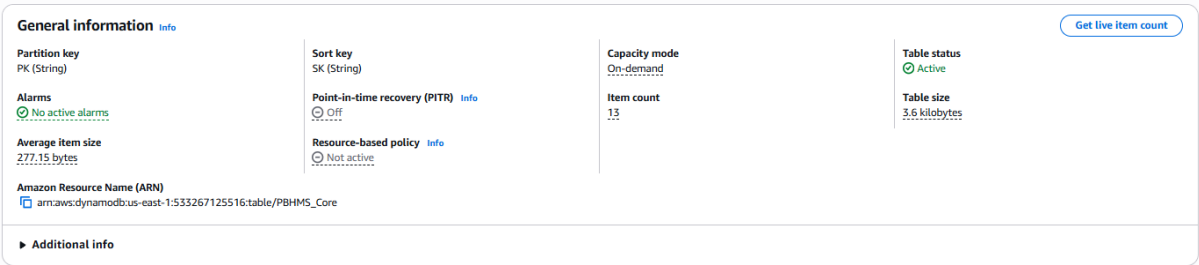 General information Info
Get live item count
Partition key
PK (String)
Sort key
SK (String)
Capacity mode
On-demand
Table status
Active
Alarms
No active alarms
Point-in-time recovery (PITR) Info
Off
Item count
13
Table size
3.6 kilobytes
Average item size
277.15 bytes
Resource-based policy Info
Not active
Amazon Resource Name (ARN)
arn:aws:dynamodb:us-east-1:533267125516:table/PBHMS_Core
Additional info